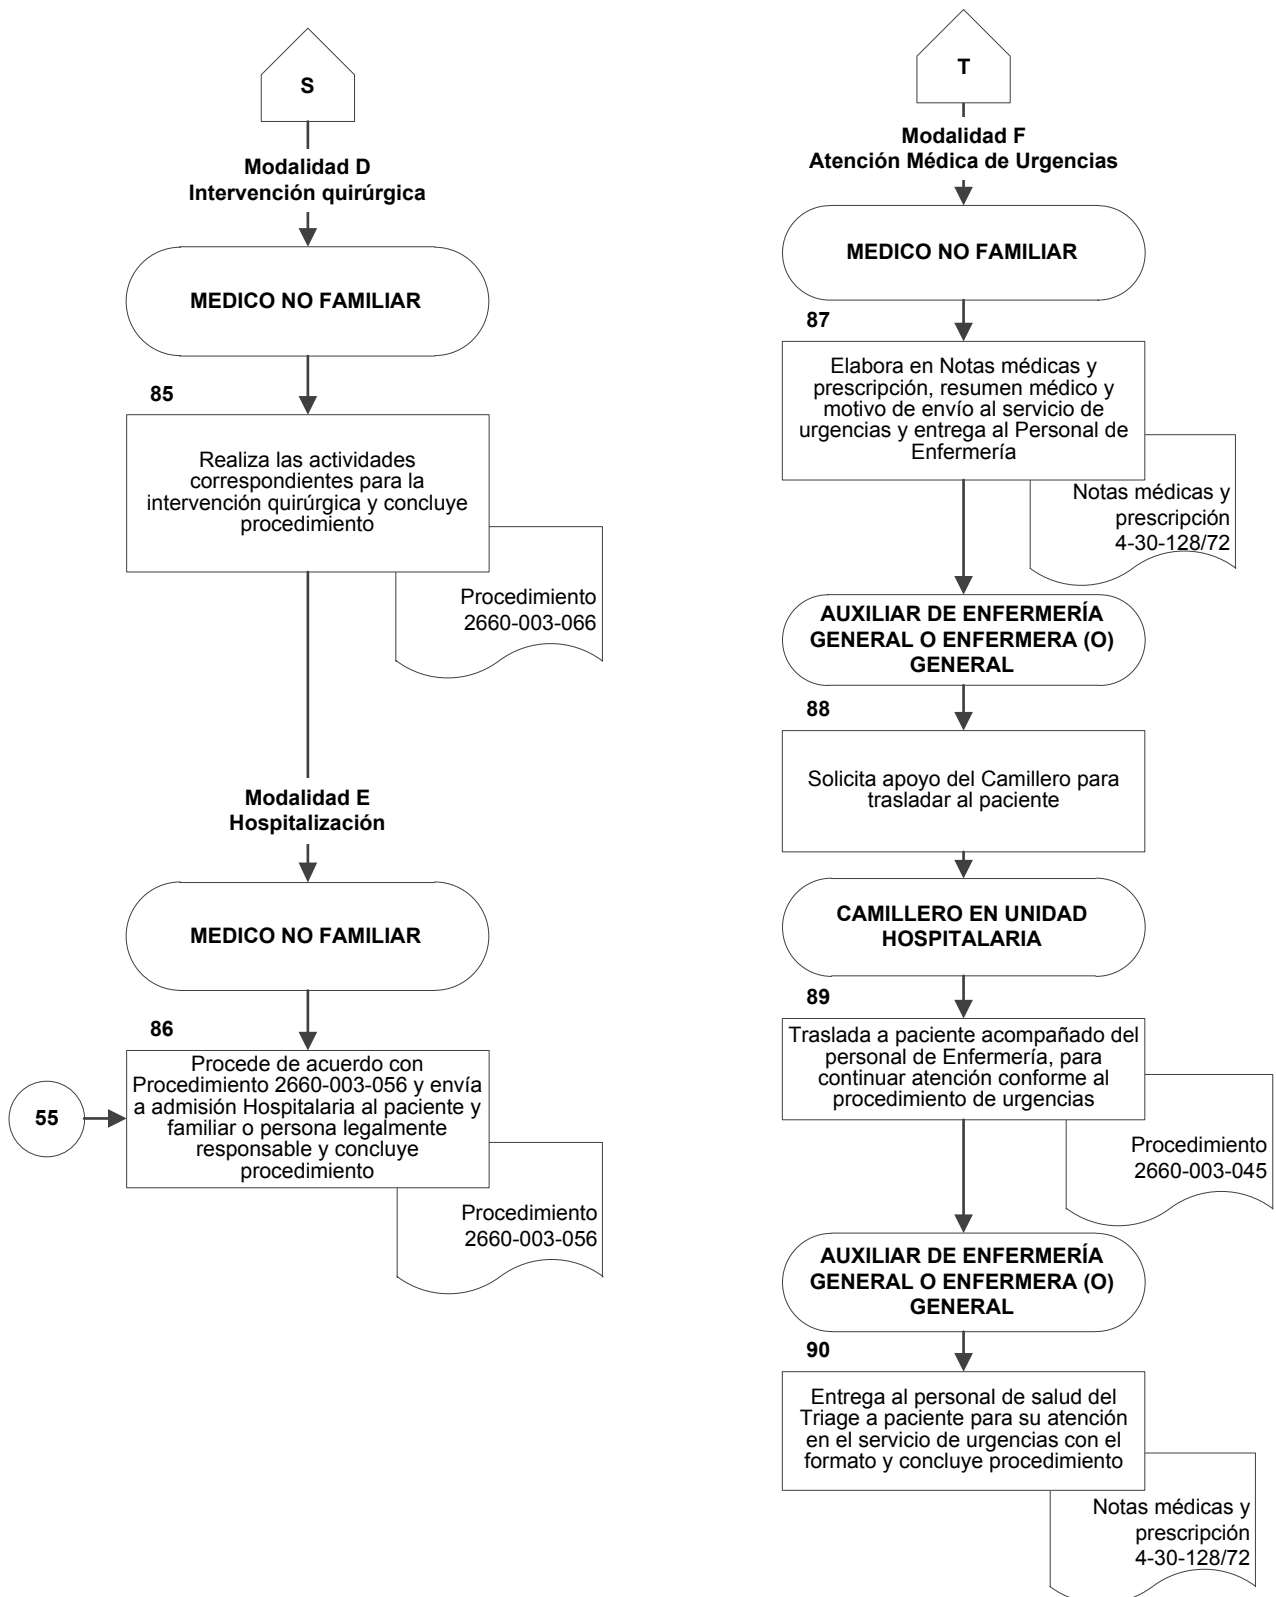 S
Modalidad D
Intervención quirúrgica
MEDICO NO FAMILIAR
85
Realiza las actividades
correspondientes para la
intervención quirúrgica y concluye
procedimiento
Procedimiento
2660-003-066
Modalidad E
Hospitalización
MEDICO NO FAMILIAR
86
55
Procede de acuerdo con
Procedimiento 2660-003-056 y envía
a admisión Hospitalaria al paciente y
familiar o persona legalmente
responsable y concluye
procedimiento
Procedimiento
2660-003-056
T
Modalidad F
Atención Médica de Urgencias
MEDICO NO FAMILIAR
87
Elabora en Notas médicas y
prescripción, resumen médico y
motivo de envío al servicio de
urgencias y entrega al Personal de
Enfermería
Notas médicas y
prescripción
4-30-128/72
AUXILIAR DE ENFERMERÍA
GENERAL O ENFERMERA (O)
GENERAL
88
Solicita apoyo del Camillero para
trasladar al paciente
CAMILLERO EN UNIDAD
HOSPITALARIA
89
Traslada a paciente acompañado del
personal de Enfermería, para
continuar atención conforme al
procedimiento de urgencias
Procedimiento
2660-003-045
AUXILIAR DE ENFERMERÍA
GENERAL O ENFERMERA (O)
GENERAL
90
Entrega al personal de salud del
Triage a paciente para su atención
en el servicio de urgencias con el
formato y concluye procedimiento
Notas médicas y
prescripción
4-30-128/72